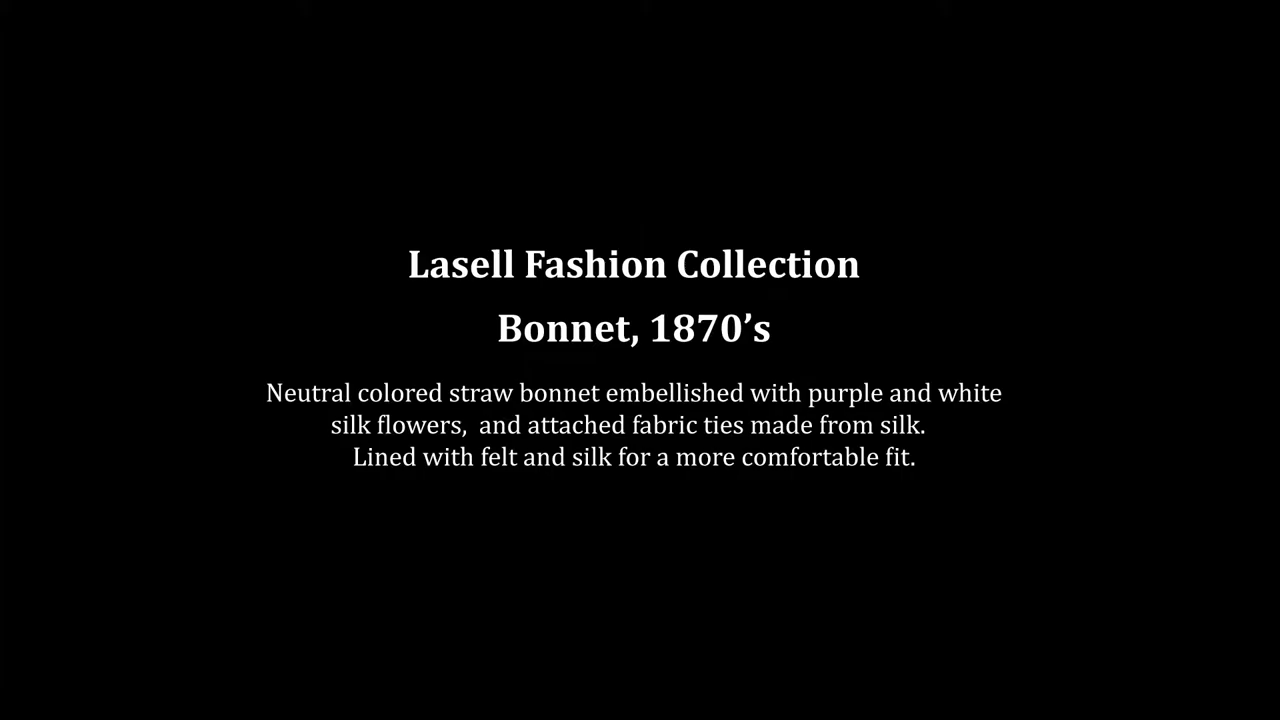 Lasell Fashion Collection
Bonnet, 1870’s
Neutral colored straw bonnet embellished with purple and white
silk flowers,  and attached fabric ties made from silk.
Lined with felt and silk for a more comfortable fit.